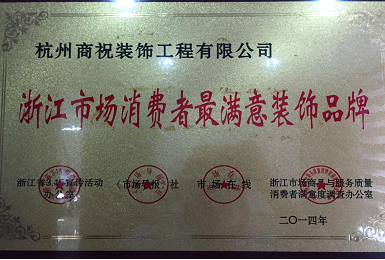 杭州商祝装饰工程有限公司
浙江市场消费者最满意装饰品牌
浙江省3.15宣传活动 《市场导报》社 市场在线 浙江市场商品与服务质量
办公室 消费者满意度调查办公室
二〇一四年